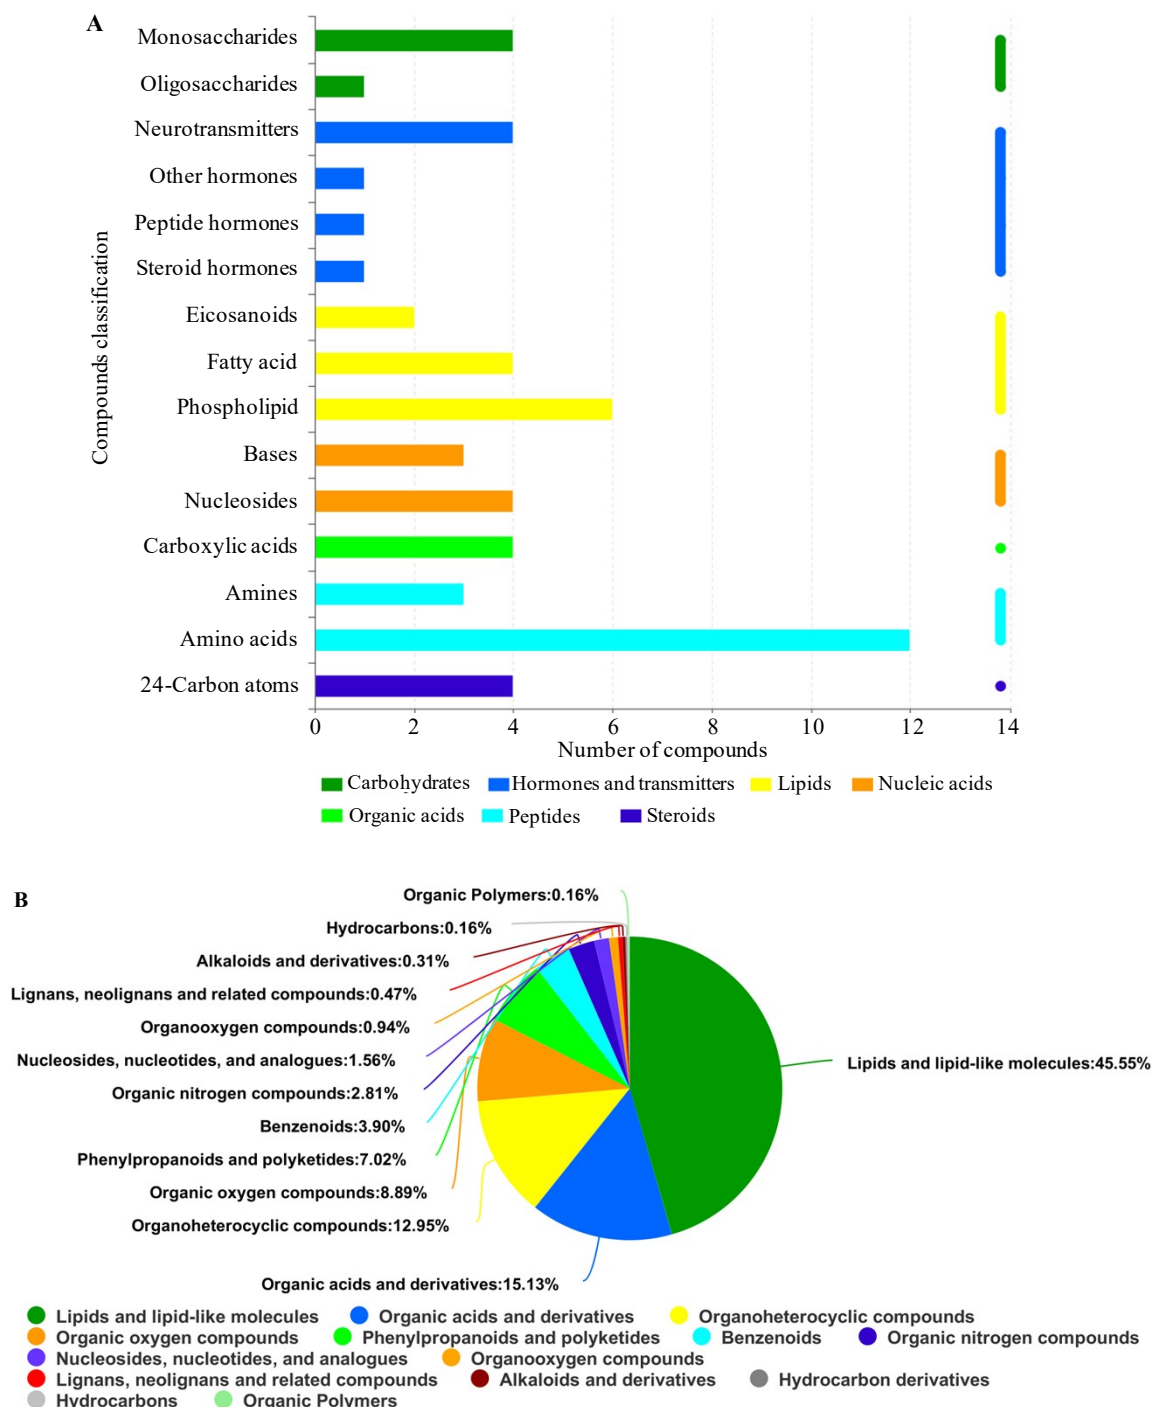 A
Monosaccharides
Oligosaccharides
Neurotransmitters
Other hormones
Peptide hormones
Steroid hormones
Eicosanoids
Fatty acid
Phospholipid
Bases
Nucleosides
Carboxylic acids
Amines
Amino acids
24-Carbon atoms
Compounds classification
0 2 4 6 8 10 12 14
Number of compounds
Carbohydrates Hormones and transmitters Lipids Nucleic acids
Organic acids Peptides Steroids
B
Organic Polymers:0.16%
Hydrocarbons:0.16%
Alkaloids and derivatives:0.31%
Lignans, neolignans and related compounds:0.47%
Organooxygen compounds:0.94%
Nucleosides, nucleotides, and analogues:1.56%
Organic nitrogen compounds:2.81%
Benzenoids:3.90%
Phenylpropanoids and polyketides:7.02%
Organic oxygen compounds:8.89%
Organoheterocyclic compounds:12.95%
Organic acids and derivatives:15.13%
Lipids and lipid-like molecules:45.55%
Lipids and lipid-like molecules Organic acids and derivatives Organoheterocyclic compounds
Organic oxygen compounds Phenylpropanoids and polyketides Benzenoids Organic nitrogen compounds
Nucleosides, nucleotides, and analogues Organooxygen compounds
Lignans, neolignans and related compounds Alkaloids and derivatives Hydrocarbon derivatives
Hydrocarbons Organic Polymers